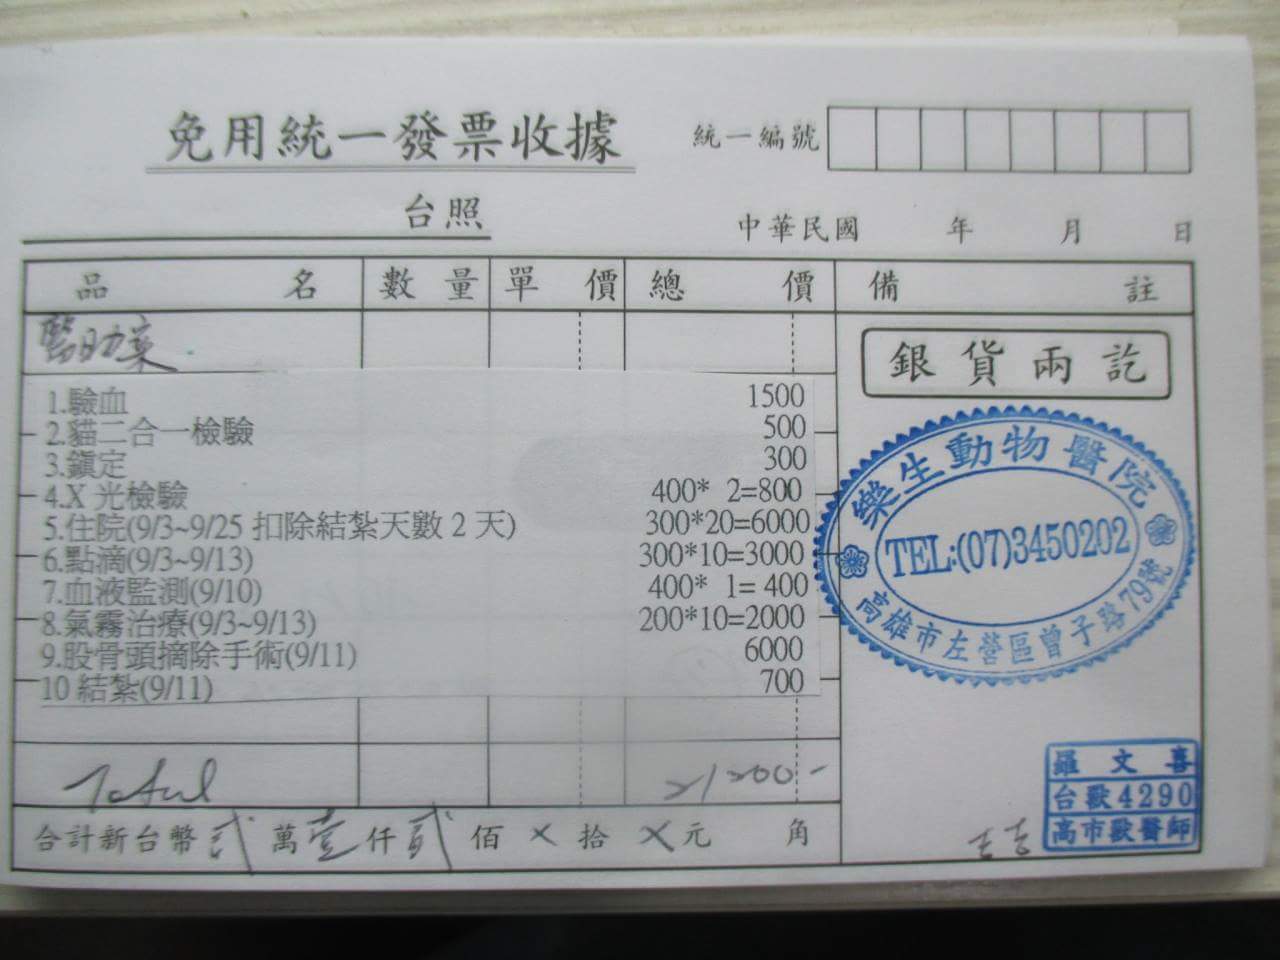 免用統一發票收據
統一編號
台照
中華民國 年 月 日
品名 數量 單價 總價 備註
醫助案
銀貨兩訖
1.驗血 1500
2.貓二合一檢驗 500
3.鎮定 300
4.X 光檢驗 400* 2=800
5.住院(9/3~9/25 扣除結紮天數 2 天) 300*20=6000
6.點滴(9/3~9/13) 300*10=3000
7.血液監測(9/10) 400* 1= 400
8.氣霧治療(9/3~9/13) 200*10=2000
9.股骨頭摘除手術(9/11) 6000
10 結紮(9/11) 700
樂生動物醫院
TEL:(07)3450202
高雄市左營區曾子路79號
Total 21200-
合計新台幣 貳 萬 壹 仟 貳 佰 × 拾 × 元 角
羅文喜
台獸4290
高市獸醫師